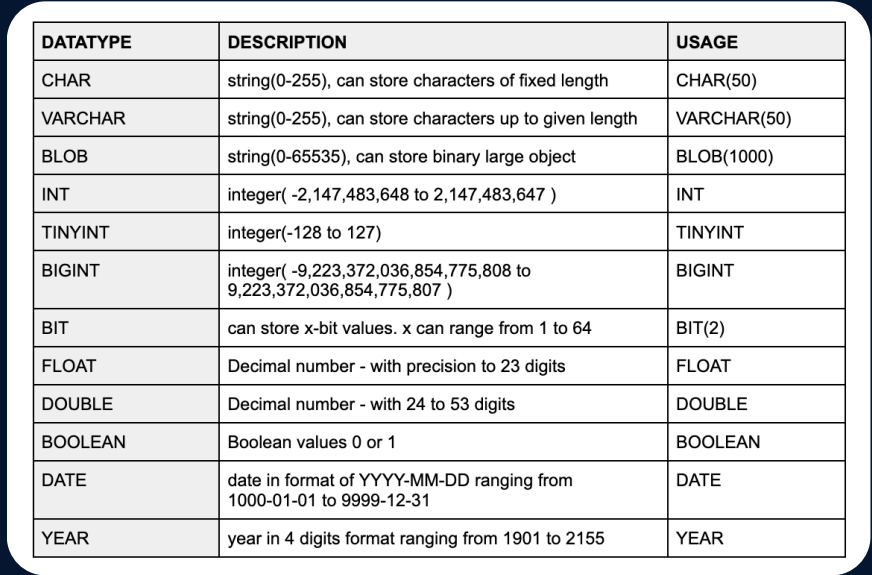 DATATYPE DESCRIPTION USAGE
CHAR string(0-255), can store characters of fixed length CHAR(50)
VARCHAR string(0-255), can store characters up to given length VARCHAR(50)
BLOB string(0-65535), can store binary large object BLOB(1000)
INT integer( -2,147,483,648 to 2,147,483,647 ) INT
TINYINT integer(-128 to 127) TINYINT
BIGINT integer( -9,223,372,036,854,775,808 to BIGINT
9,223,372,036,854,775,807 )
BIT can store x-bit values. x can range from 1 to 64 BIT(2)
FLOAT Decimal number - with precision to 23 digits FLOAT
DOUBLE Decimal number - with 24 to 53 digits DOUBLE
BOOLEAN Boolean values 0 or 1 BOOLEAN
DATE date in format of YYYY-MM-DD ranging from DATE
1000-01-01 to 9999-12-31
YEAR year in 4 digits format ranging from 1901 to 2155 YEAR